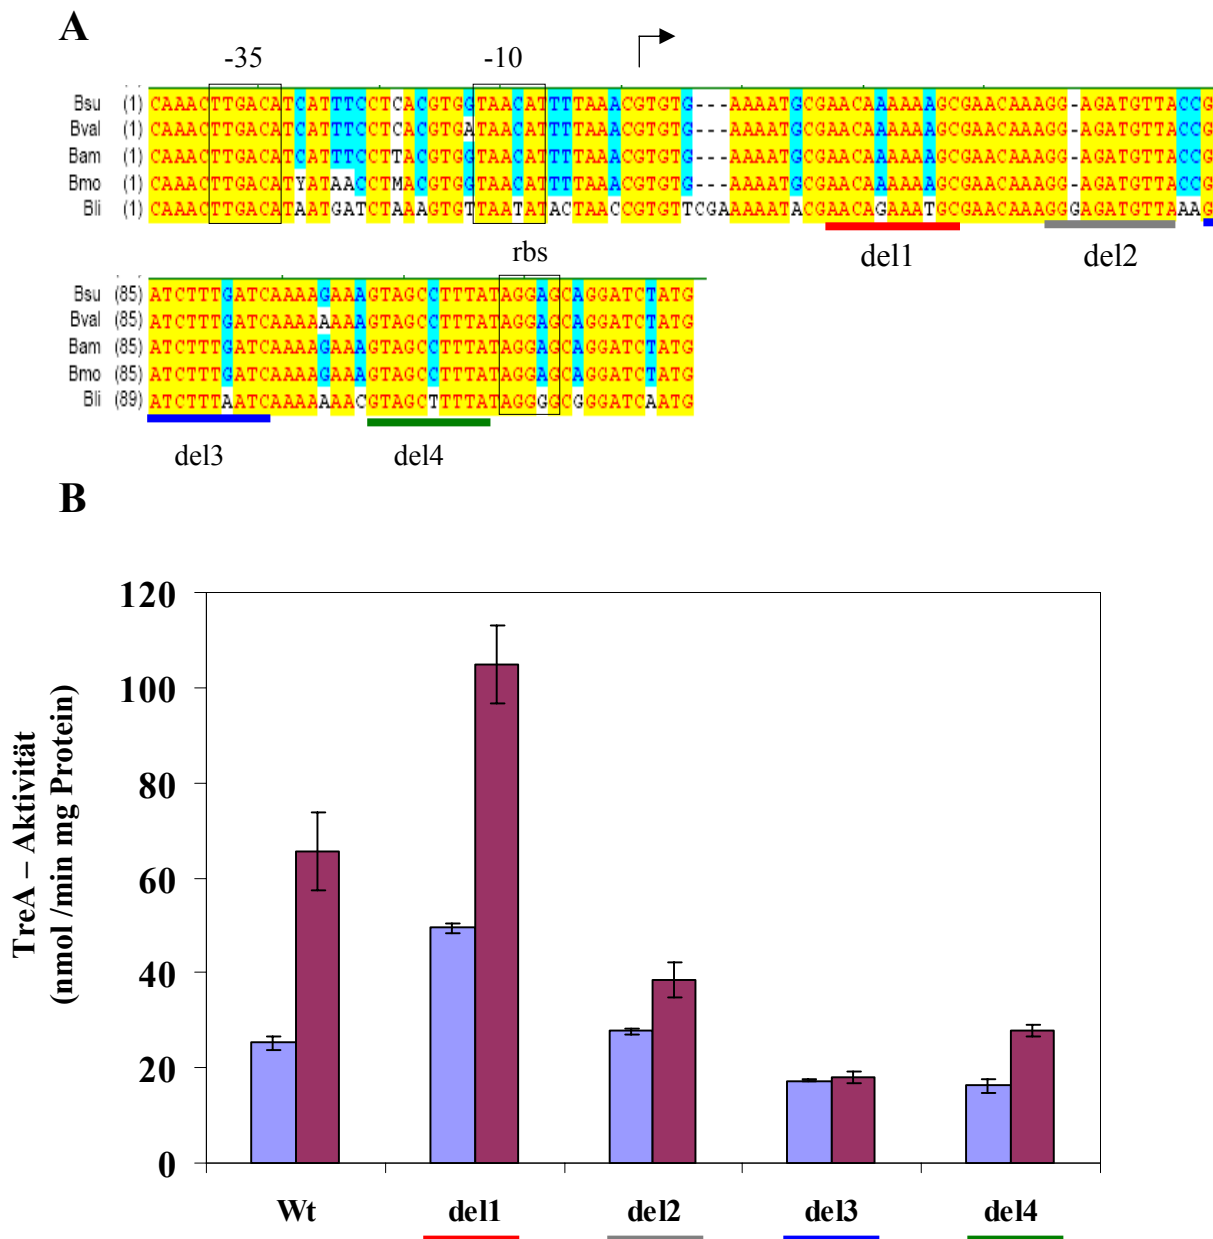 A
-35 -10
Bsu (1) CAAACTTGACATCATTTCCTCACGTGGTAACATTTTAAACGTGTG---AAAATGCGAACAAAAAAGCGAACAAAGG-AGATGTTACCG
Bval (1) CAAACTTGACATCATTTCCTCACGTGATAACATTTTAAACGTGTG---AAAATGCGAACAAAAAAGCGAACAAAGG-AGATGTTACCG
Bam (1) CAAACTTGACATCATTTCCTTACGTGGTAACATTTTAAACGTGTG---AAAATGCGAACAAAAAAGCGAACAAAGG-AGATGTTACCG
Bmo (1) CAAACTTGACATYATAACCTMACGTGGTAACATTTTAAACGTGTG---AAAATGCGAACAAAAAAGCGAACAAAGG-AGATGTTACCG
Bli (1) CAAACTTGACATAATGATCTAAAGTGTTAATATACTAACCGTGTTCGAAAAATACGAACAGAAATGCGAACAAAGGGAGATGTTAAAG
del1 del2
rbs
Bsu (85) ATCTTTGATCAAAAGAAAGTAGCCTTTATAGGAGCAGGATCTATG
Bval (85) ATCTTTGATCAAAAAAAAGTAGCCTTTATAGGAGCAGGATCTATG
Bam (85) ATCTTTGATCAAAAGAAAGTAGCCTTTATAGGAGCAGGATCTATG
Bmo (85) ATCTTTGATCAAAAGAAAGTAGCCTTTATAGGAGCAGGATCTATG
Bli (89) ATCTTTAATCAAAAAAACGTAGCTTTTATAGGGGCGGGATCAATG
del3 del4
B
TreA – Aktivität
(nmol /min mg Protein)
120
100
80
60
40
20
0
Wt del1 del2 del3 del4